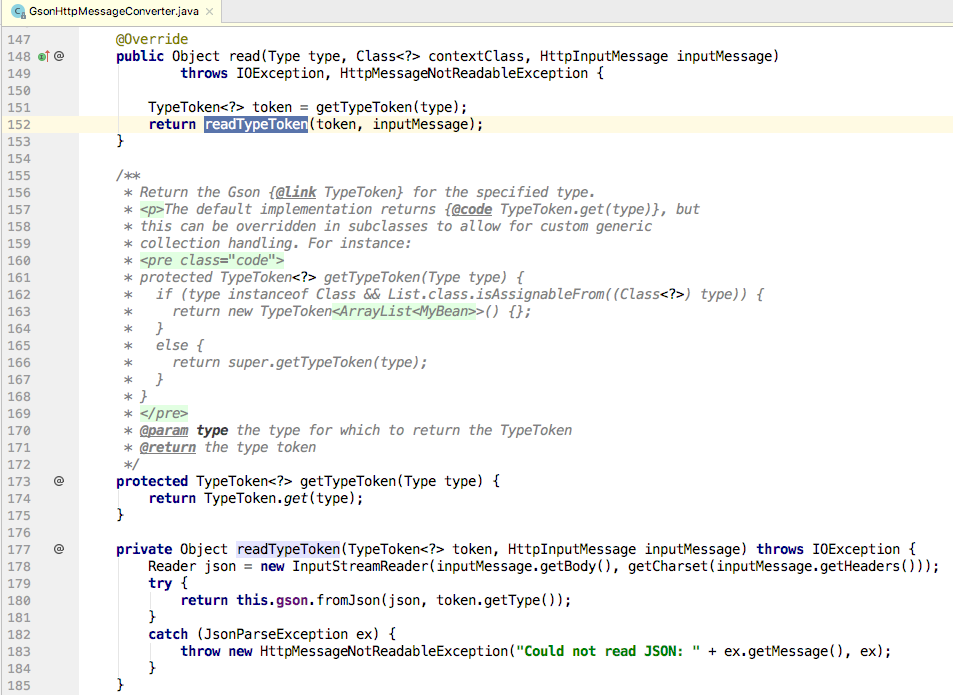 GsonHttpMessageConverter.java
147 @Override
148 @ public Object read(Type type, Class<?> contextClass, HttpInputMessage inputMessage)
149 throws IOException, HttpMessageNotReadableException {
150
151 TypeToken<?> token = getTypeToken(type);
152 return readTypeToken(token, inputMessage);
153 }
154
155 /**
156 * Return the Gson {@link TypeToken} for the specified type.
157 * <p>The default implementation returns {@code TypeToken.get(type)}, but
158 * this can be overridden in subclasses to allow for custom generic
159 * collection handling. For instance:
160 * <pre class="code">
161 * protected TypeToken<?> getTypeToken(Type type) {
162 *   if (type instanceof Class && List.class.isAssignableFrom((Class<?>) type)) {
163 *     return new TypeToken<ArrayList<MyBean>>() {};
164 *   }
165 *   else {
166 *     return super.getTypeToken(type);
167 *   }
168 * }
169 * </pre>
170 * @param type the type for which to return the TypeToken
171 * @return the type token
172 */
173 @ protected TypeToken<?> getTypeToken(Type type) {
174 return TypeToken.get(type);
175 }
176
177 @ private Object readTypeToken(TypeToken<?> token, HttpInputMessage inputMessage) throws IOException {
178 Reader json = new InputStreamReader(inputMessage.getBody(), getCharset(inputMessage.getHeaders()));
179 try {
180 return this.gson.fromJson(json, token.getType());
181 }
182 catch (JsonParseException ex) {
183 throw new HttpMessageNotReadableException("Could not read JSON: " + ex.getMessage(), ex);
184 }
185 }